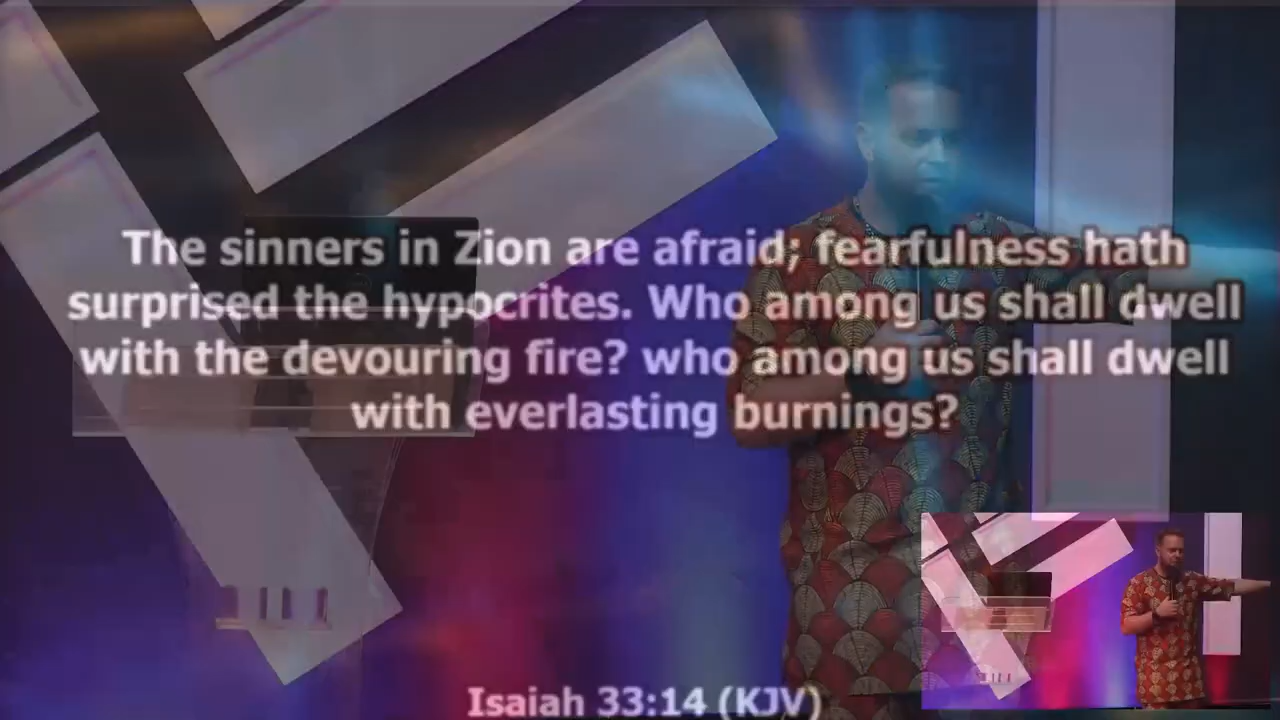 The sinners in Zion are afraid; fearfulness hath
surprised the hypocrites. Who among us shall dwell
with the devouring fire? who among us shall dwell
with everlasting burnings?
Isaiah 33:14 (KJV)